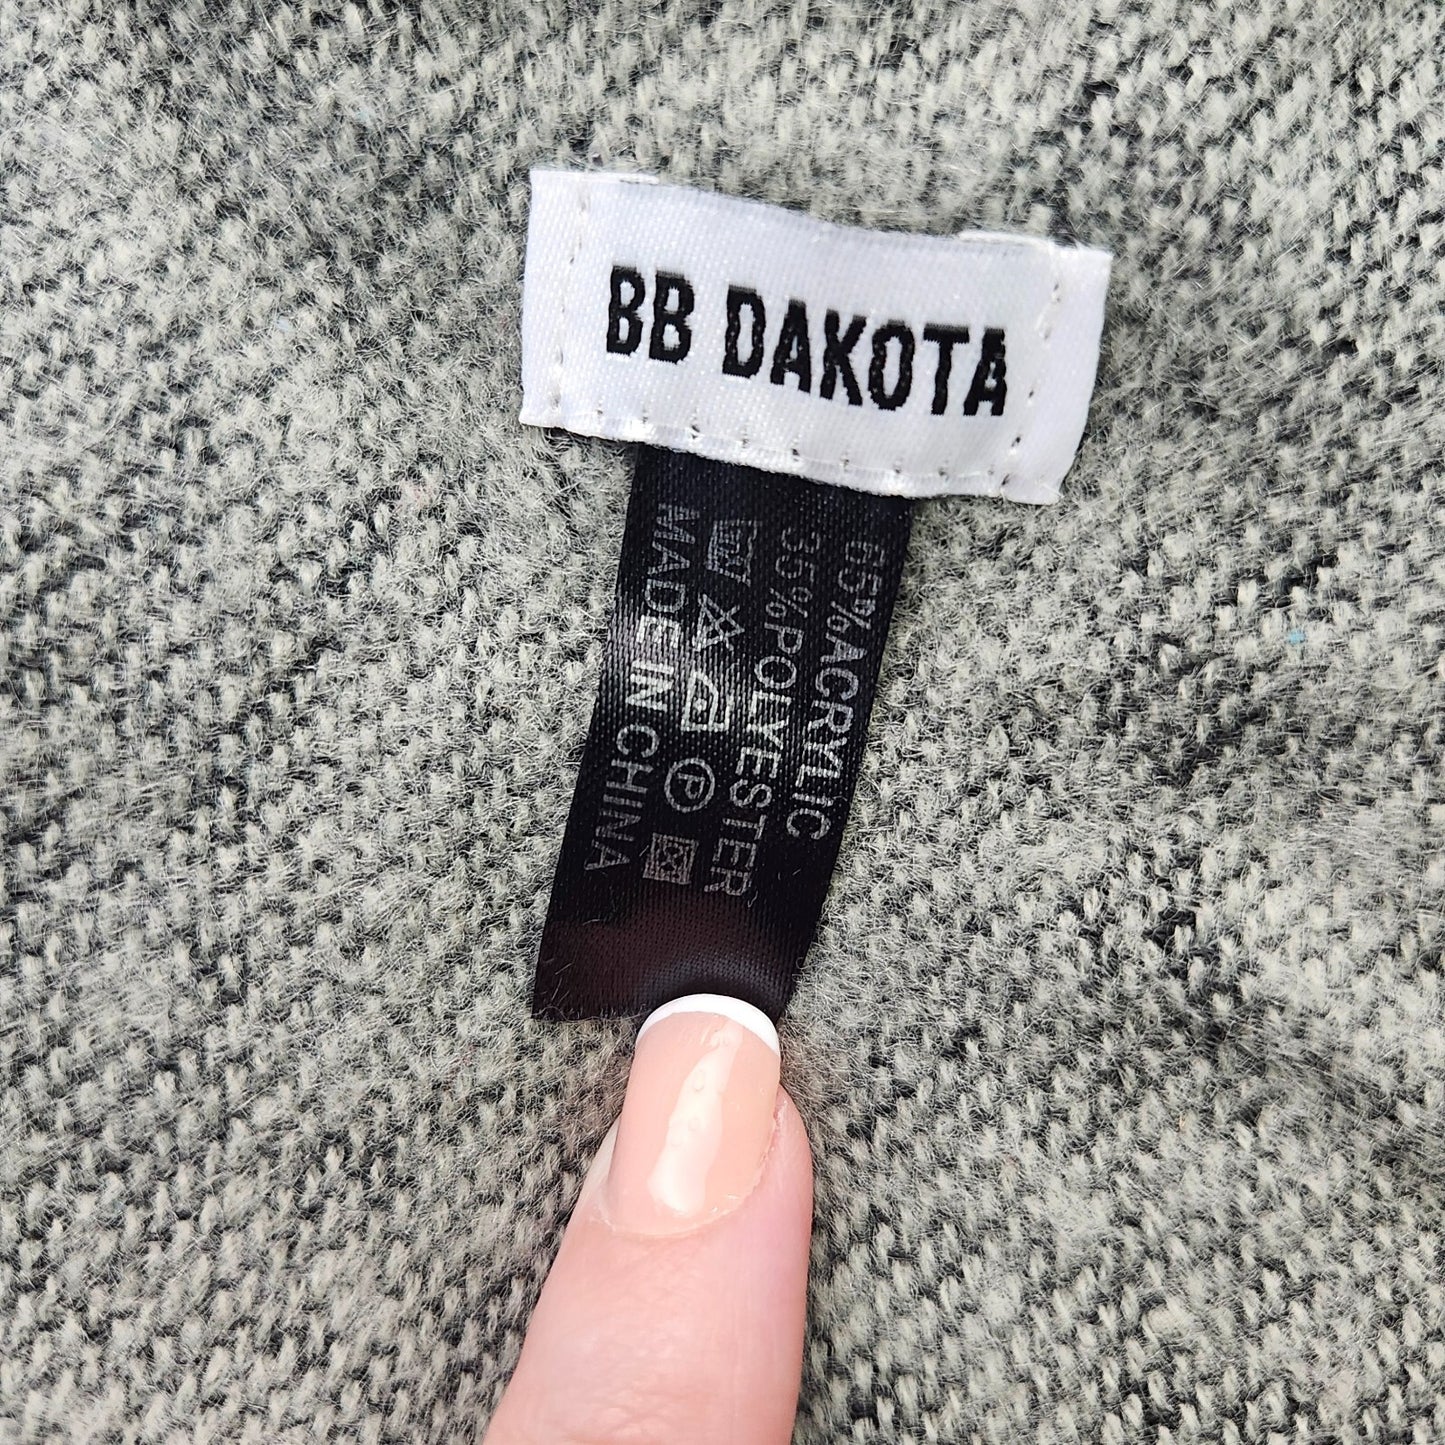 BB DAKOTA
65%ACRYLIC
35%POLYESTER
P
MADE IN CHINA